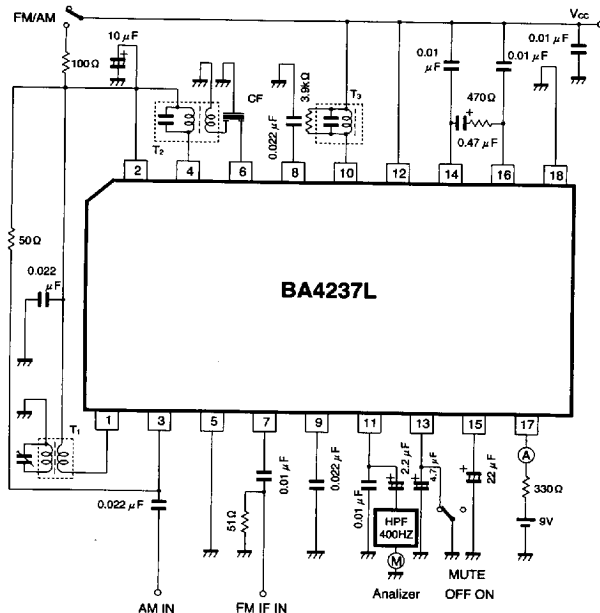 FM/AM
Vcc
10 μF
100Ω
0.01 μF
0.01 μF
0.01 μF
CF
3.9kΩ
T3
470Ω
T2
0.022 μF
0.47 μF
2
4
6
8
10
12
14
16
18
50Ω
0.022 μF
BA4237L
T1
1
3
5
7
9
11
13
15
17
0.022 μF
0.01 μF
51Ω
0.022 μF
0.01 μF
2.2 μF
4.7 μF
22 μF
A
330Ω
9V
HPF
400HZ
M
Analizer
MUTE
OFF ON
AM IN
FM IF IN